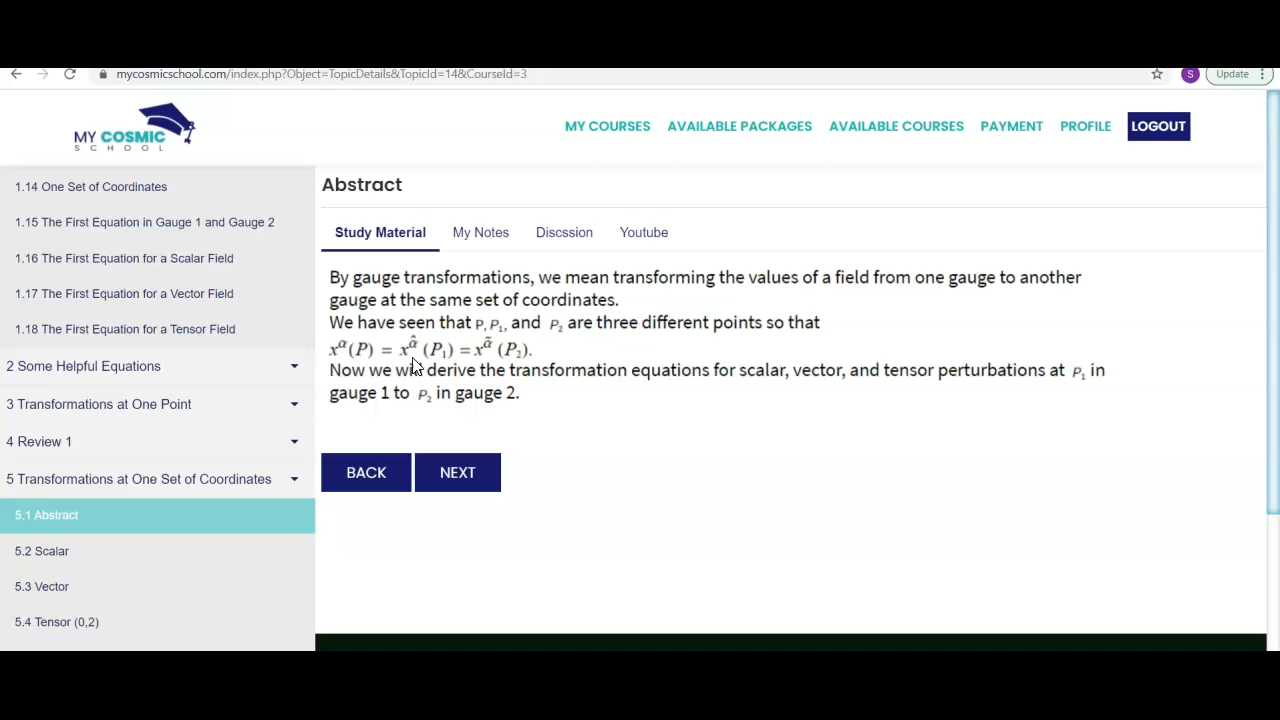 mycosmicschool.com/index.php?Object=TopicDetails&TopicId=14&CourseId=3
S
Update
MY COSMIC
SCHOOL
MY COURSES
AVAILABLE PACKAGES
AVAILABLE COURSES
PAYMENT
PROFILE
LOGOUT
1.14 One Set of Coordinates
1.15 The First Equation in Gauge 1 and Gauge 2
1.16 The First Equation for a Scalar Field
1.17 The First Equation for a Vector Field
1.18 The First Equation for a Tensor Field
2 Some Helpful Equations
3 Transformations at One Point
4 Review 1
5 Transformations at One Set of Coordinates
5.1 Abstract
5.2 Scalar
5.3 Vector
5.4 Tensor (0,2)
Abstract
Study Material
My Notes
Discssion
Youtube
By gauge transformations, we mean transforming the values of a field from one gauge to another
gauge at the same set of coordinates.
We have seen that P, P₁, and P₂ are three different points so that
x^α(P) = x^α̂(P₁) = x^α̃(P₂).
Now we will derive the transformation equations for scalar, vector, and tensor perturbations at P₁ in
gauge 1 to P₂ in gauge 2.
BACK
NEXT